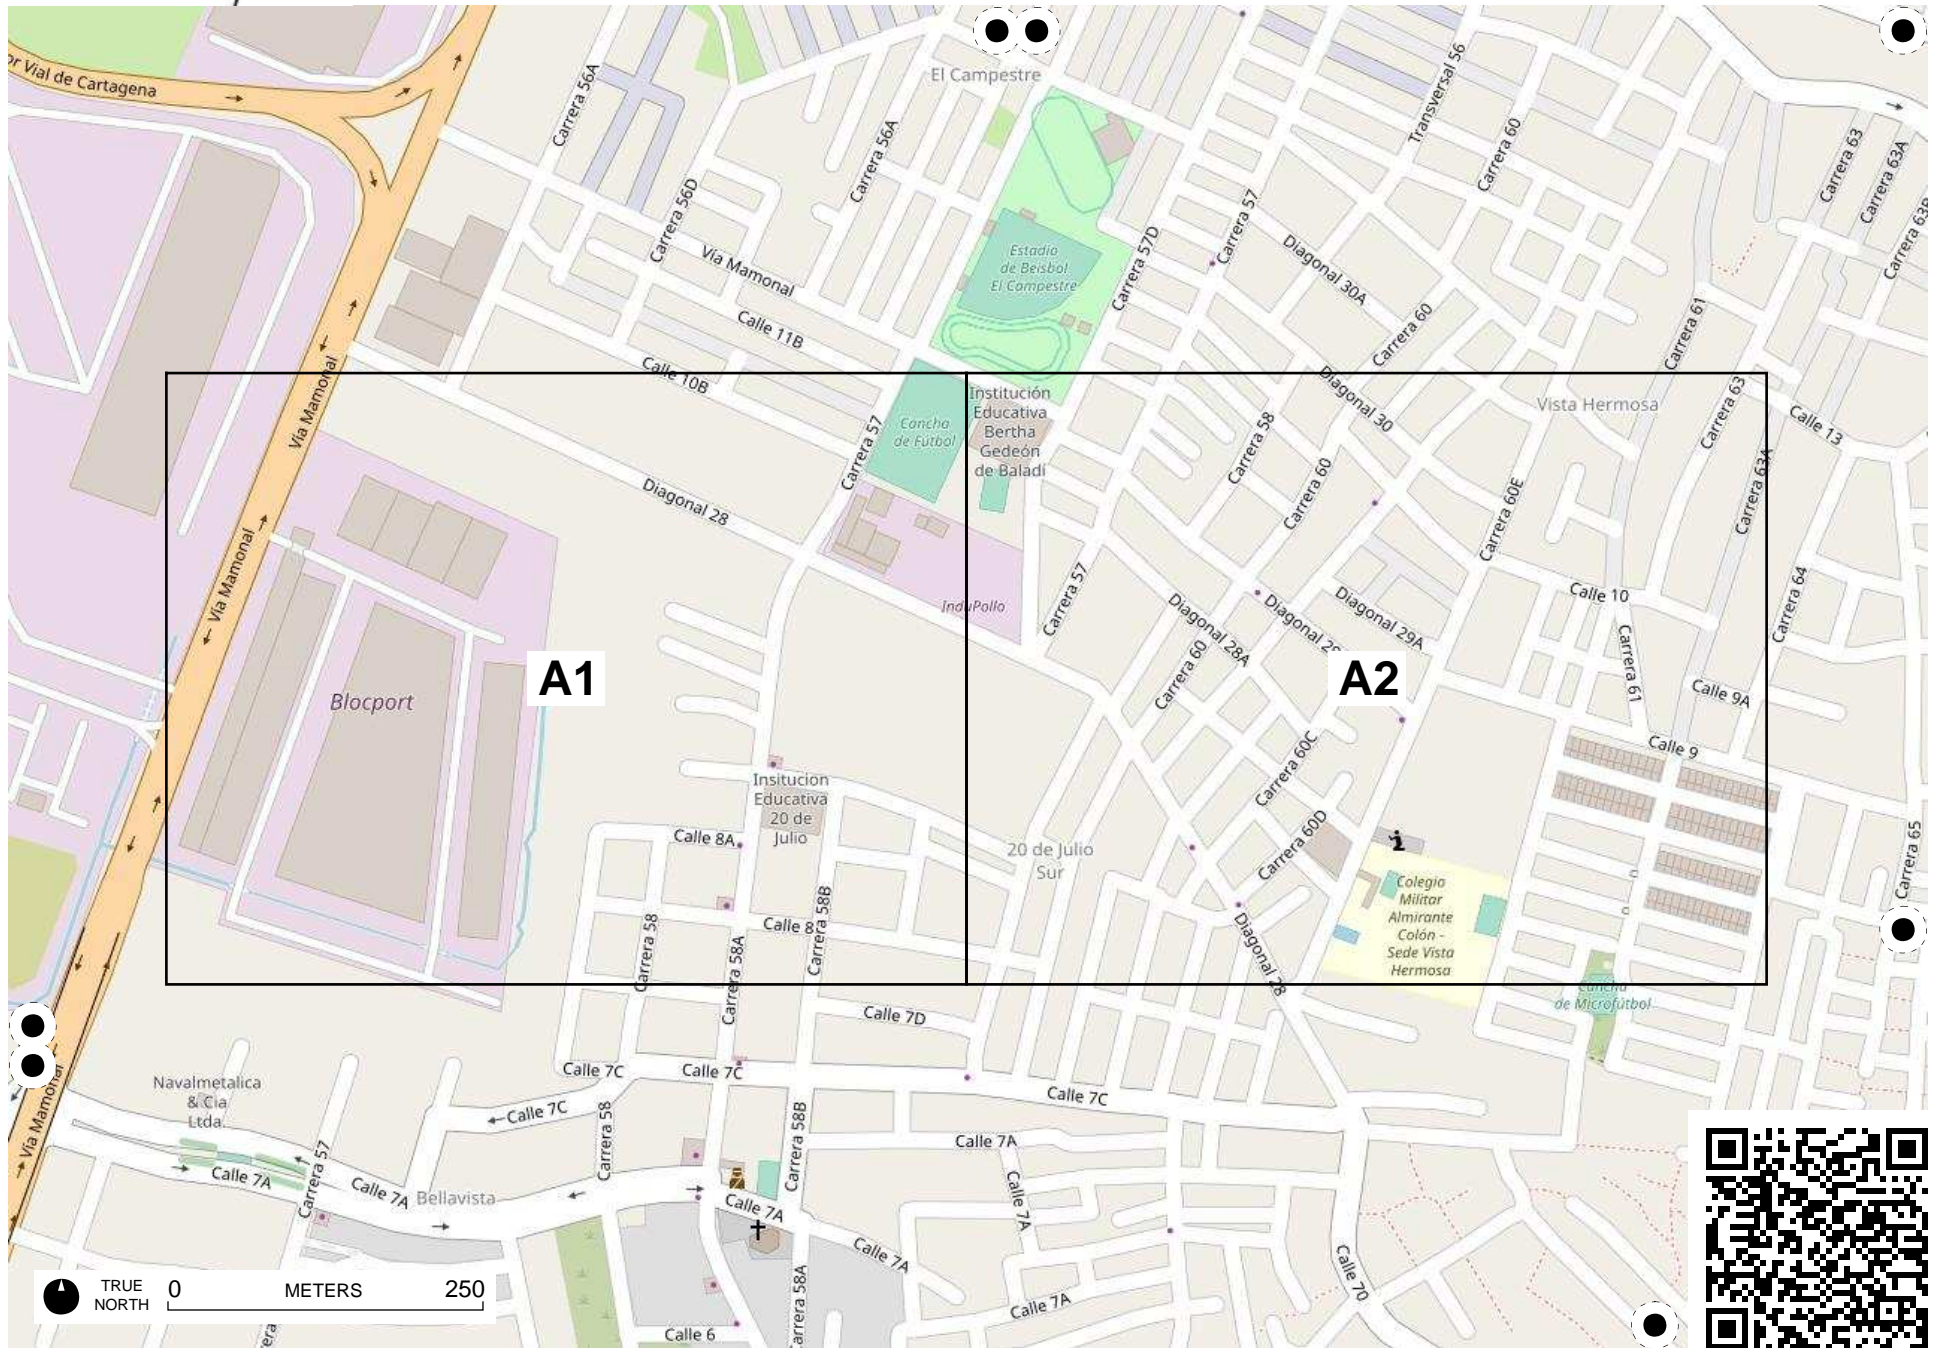 or Vial de Cartagena
Carrera 56A
El Campestre
Transversal 56
Carrera 60
Carrera 63
Carrera 63A
Carrera 63B
Carrera 56A
Carrera 56D
Vía Mamonal
Estadio
de Beisbol
El Campestre
Carrera 57D
Carrera 57
Diagonal 30A
Carrera 60
Carrera 61
Calle 11B
Calle 10B
Vía Mamonal
Carrera 57
Cancha
de Fútbol
Institución
Educativa
Bertha
Gedeón
de Baladí
Diagonal 30
Carrera 58
Carrera 60
Vista Hermosa
Carrera 63
Calle 13
Carrera 63A
Carrera 60E
Diagonal 28
Vía Mamonal
InduPollo
Carrera 57
Diagonal 28A
Diagonal 29
Diagonal 29A
Calle 10
Carrera 64
Carrera 61
Carrera 60
A1
A2
Blocport
Calle 9A
Calle 9
Carrera 60C
Insitucion
Educativa
20 de
Julio
Calle 8A
20 de Julio
Sur
Carrera 60D
Carrera 65
Colegio
Militar
Almirante
Colón -
Sede Vista
Hermosa
Carrera 58
Carrera 58A
Calle 8
Carrera 58B
Diagonal 28
Cancha
de Microfútbol
Calle 7D
Calle 7C
Calle 7C
Calle 7C
Calle 7C
Navalmetalica
& Cia
Ltda.
Vía Mamonal
Carrera 58
Carrera 58B
Calle 7A
Calle 7A
Carrera 57
Calle 7A
Calle 7A
Bellavista
Calle 7A
Calle 7A
Calle 70
Carrera 58A
Calle 7A
Calle 6
TRUE
NORTH
0 METERS 250